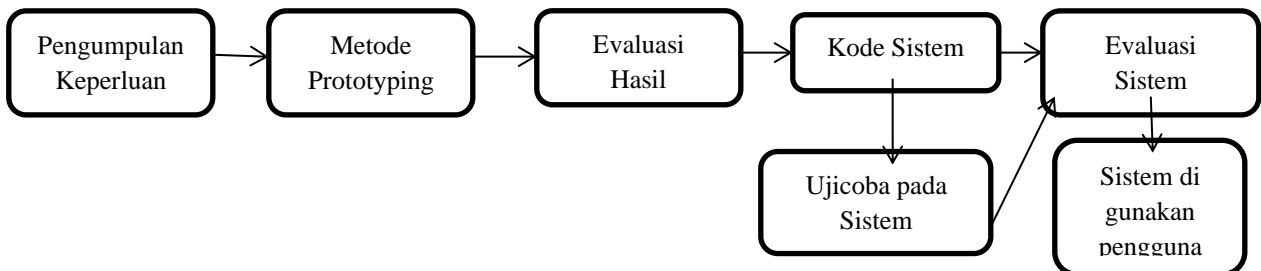 Pengumpulan
Keperluan
Metode
Prototyping
Evaluasi
Hasil
Kode Sistem
Evaluasi
Sistem
Ujicoba pada
Sistem
Sistem di
gunakan
pengguna